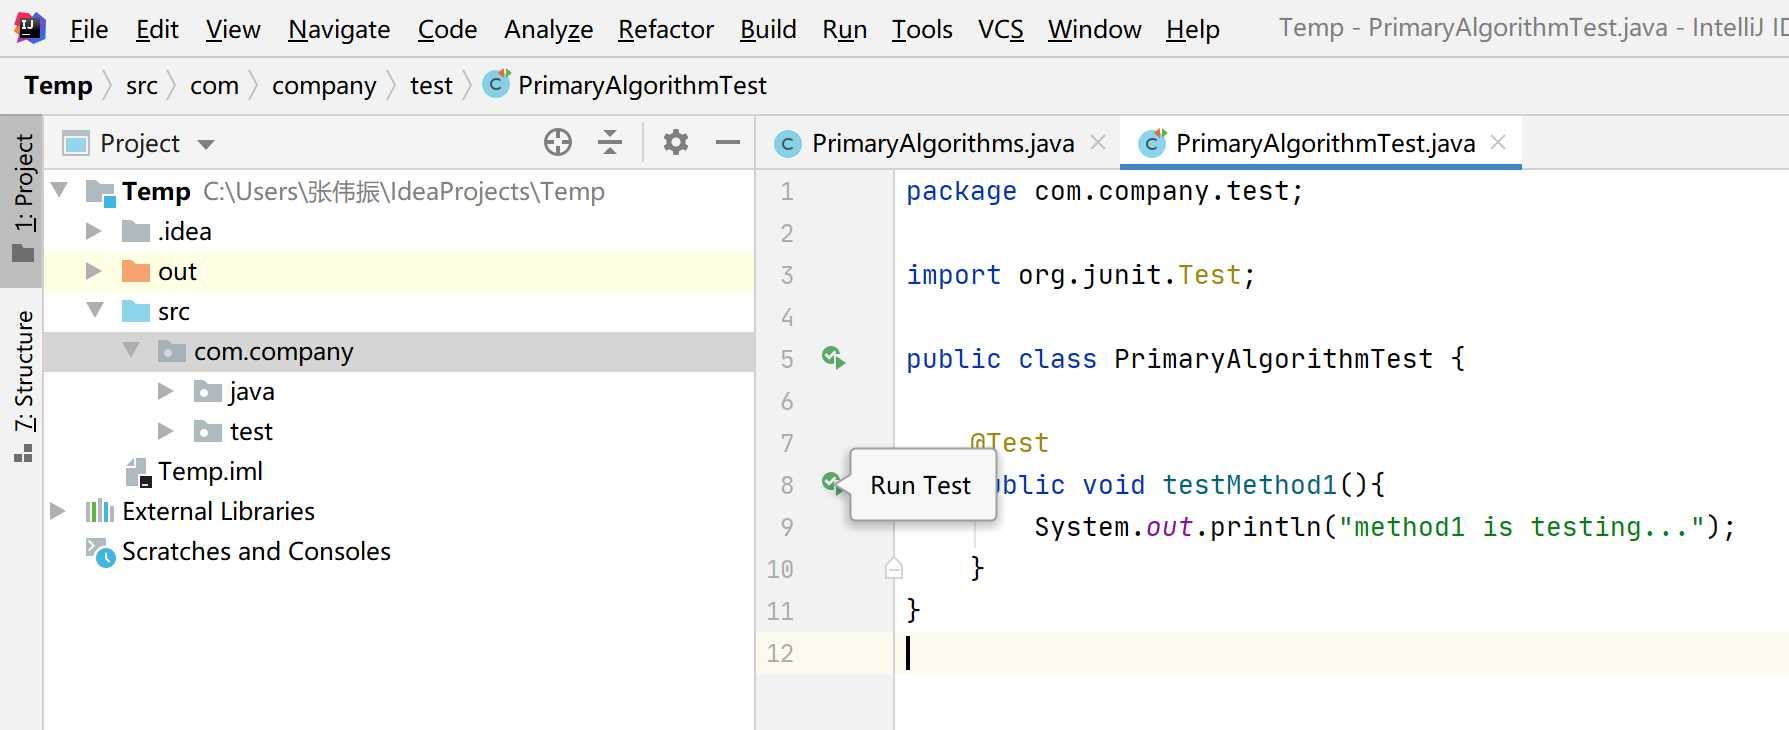 File Edit View Navigate Code Analyze Refactor Build Run Tools VCS Window Help Temp - PrimaryAlgorithmTest.java - IntelliJ ID
Temp src com company test C PrimaryAlgorithmTest
1: Project
7: Structure
Project
Temp C:\Users\张伟振\IdeaProjects\Temp
.idea
out
src
com.company
java
test
Temp.iml
External Libraries
Scratches and Consoles
C PrimaryAlgorithms.java C PrimaryAlgorithmTest.java
1 package com.company.test;
2
3 import org.junit.Test;
4
5 public class PrimaryAlgorithmTest {
6
7 @Test
8 Run Test ublic void testMethod1(){
9 System.out.println("method1 is testing...");
10 }
11 }
12